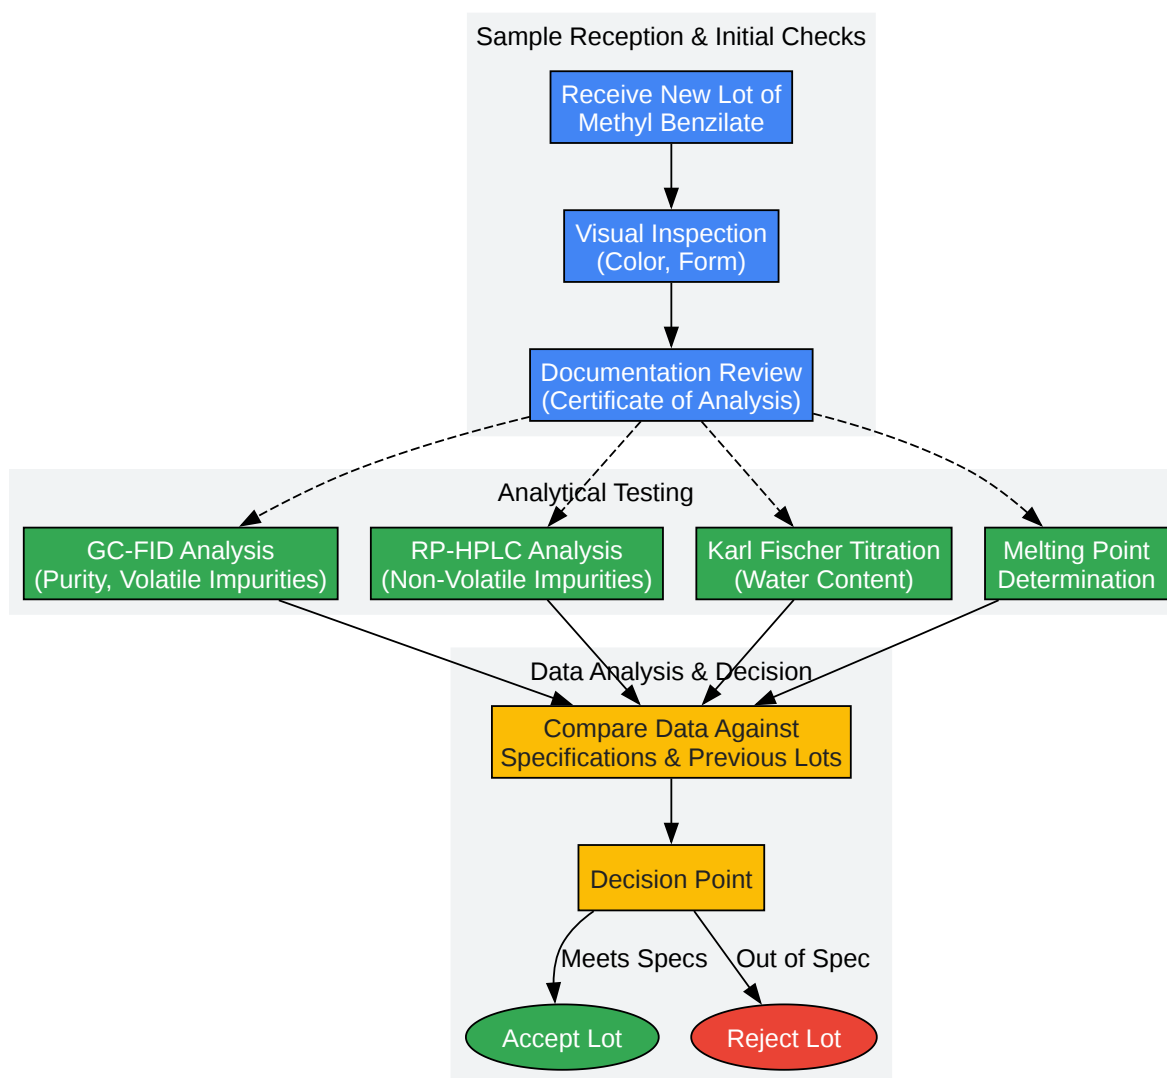 Sample Reception & Initial Checks
Receive New Lot of
Methyl Benzilate
Visual Inspection
(Color, Form)
Documentation Review
(Certificate of Analysis)
Analytical Testing
GC-FID Analysis
(Purity, Volatile Impurities)
RP-HPLC Analysis
(Non-Volatile Impurities)
Karl Fischer Titration
(Water Content)
Melting Point
Determination
Data Analysis & Decision
Compare Data Against
Specifications & Previous Lots
Decision Point
Meets Specs
Out of Spec
Accept Lot
Reject Lot